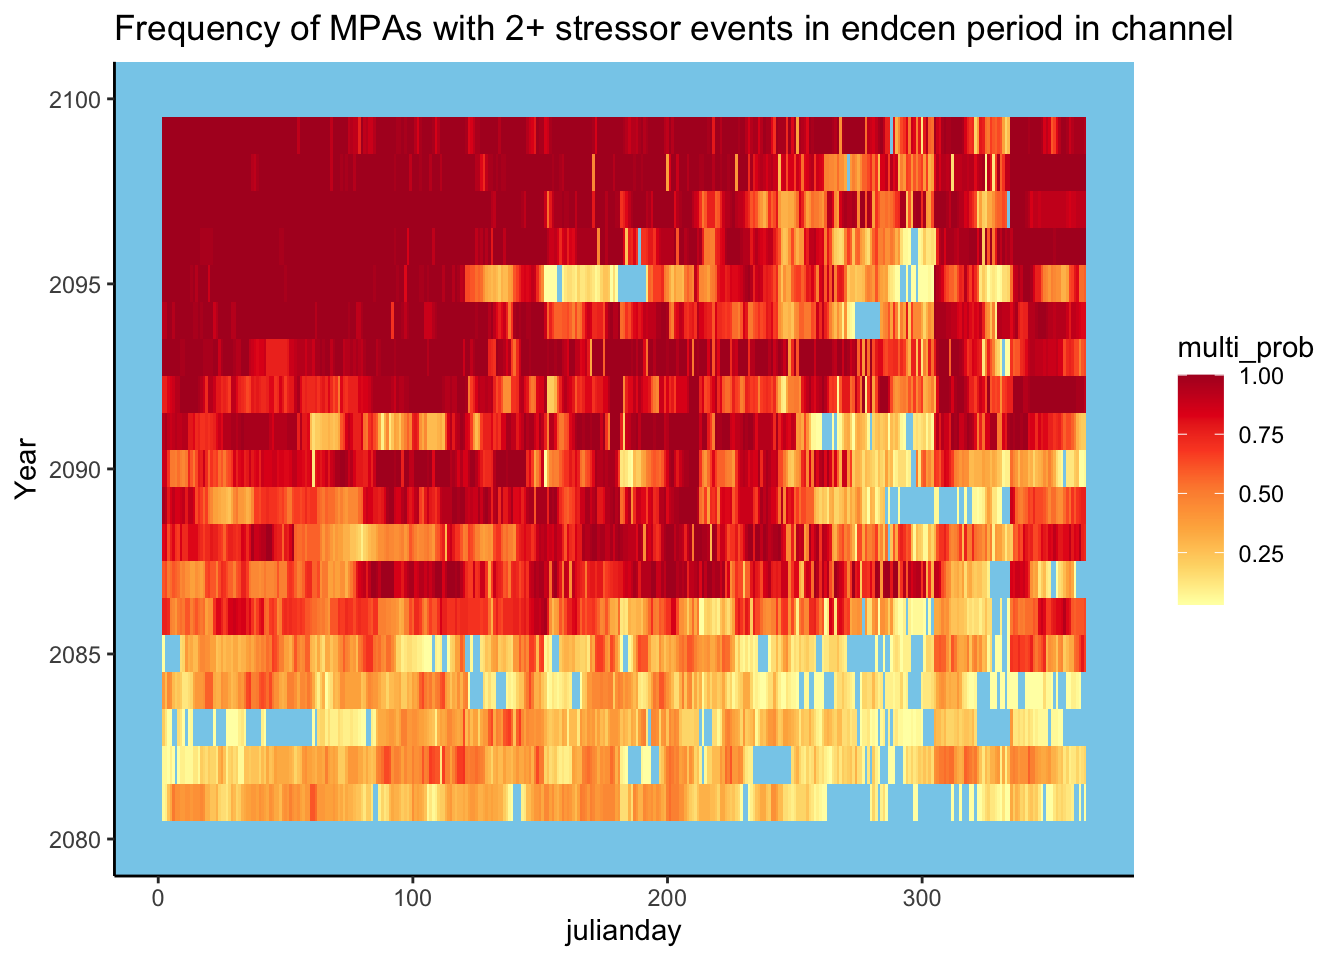 Frequency of MPAs with 2+ stressor events in endcen period in channel
2100
2095
2090
2085
2080
Year
0 100 200 300
julianday
multi_prob
1.00
0.75
0.50
0.25